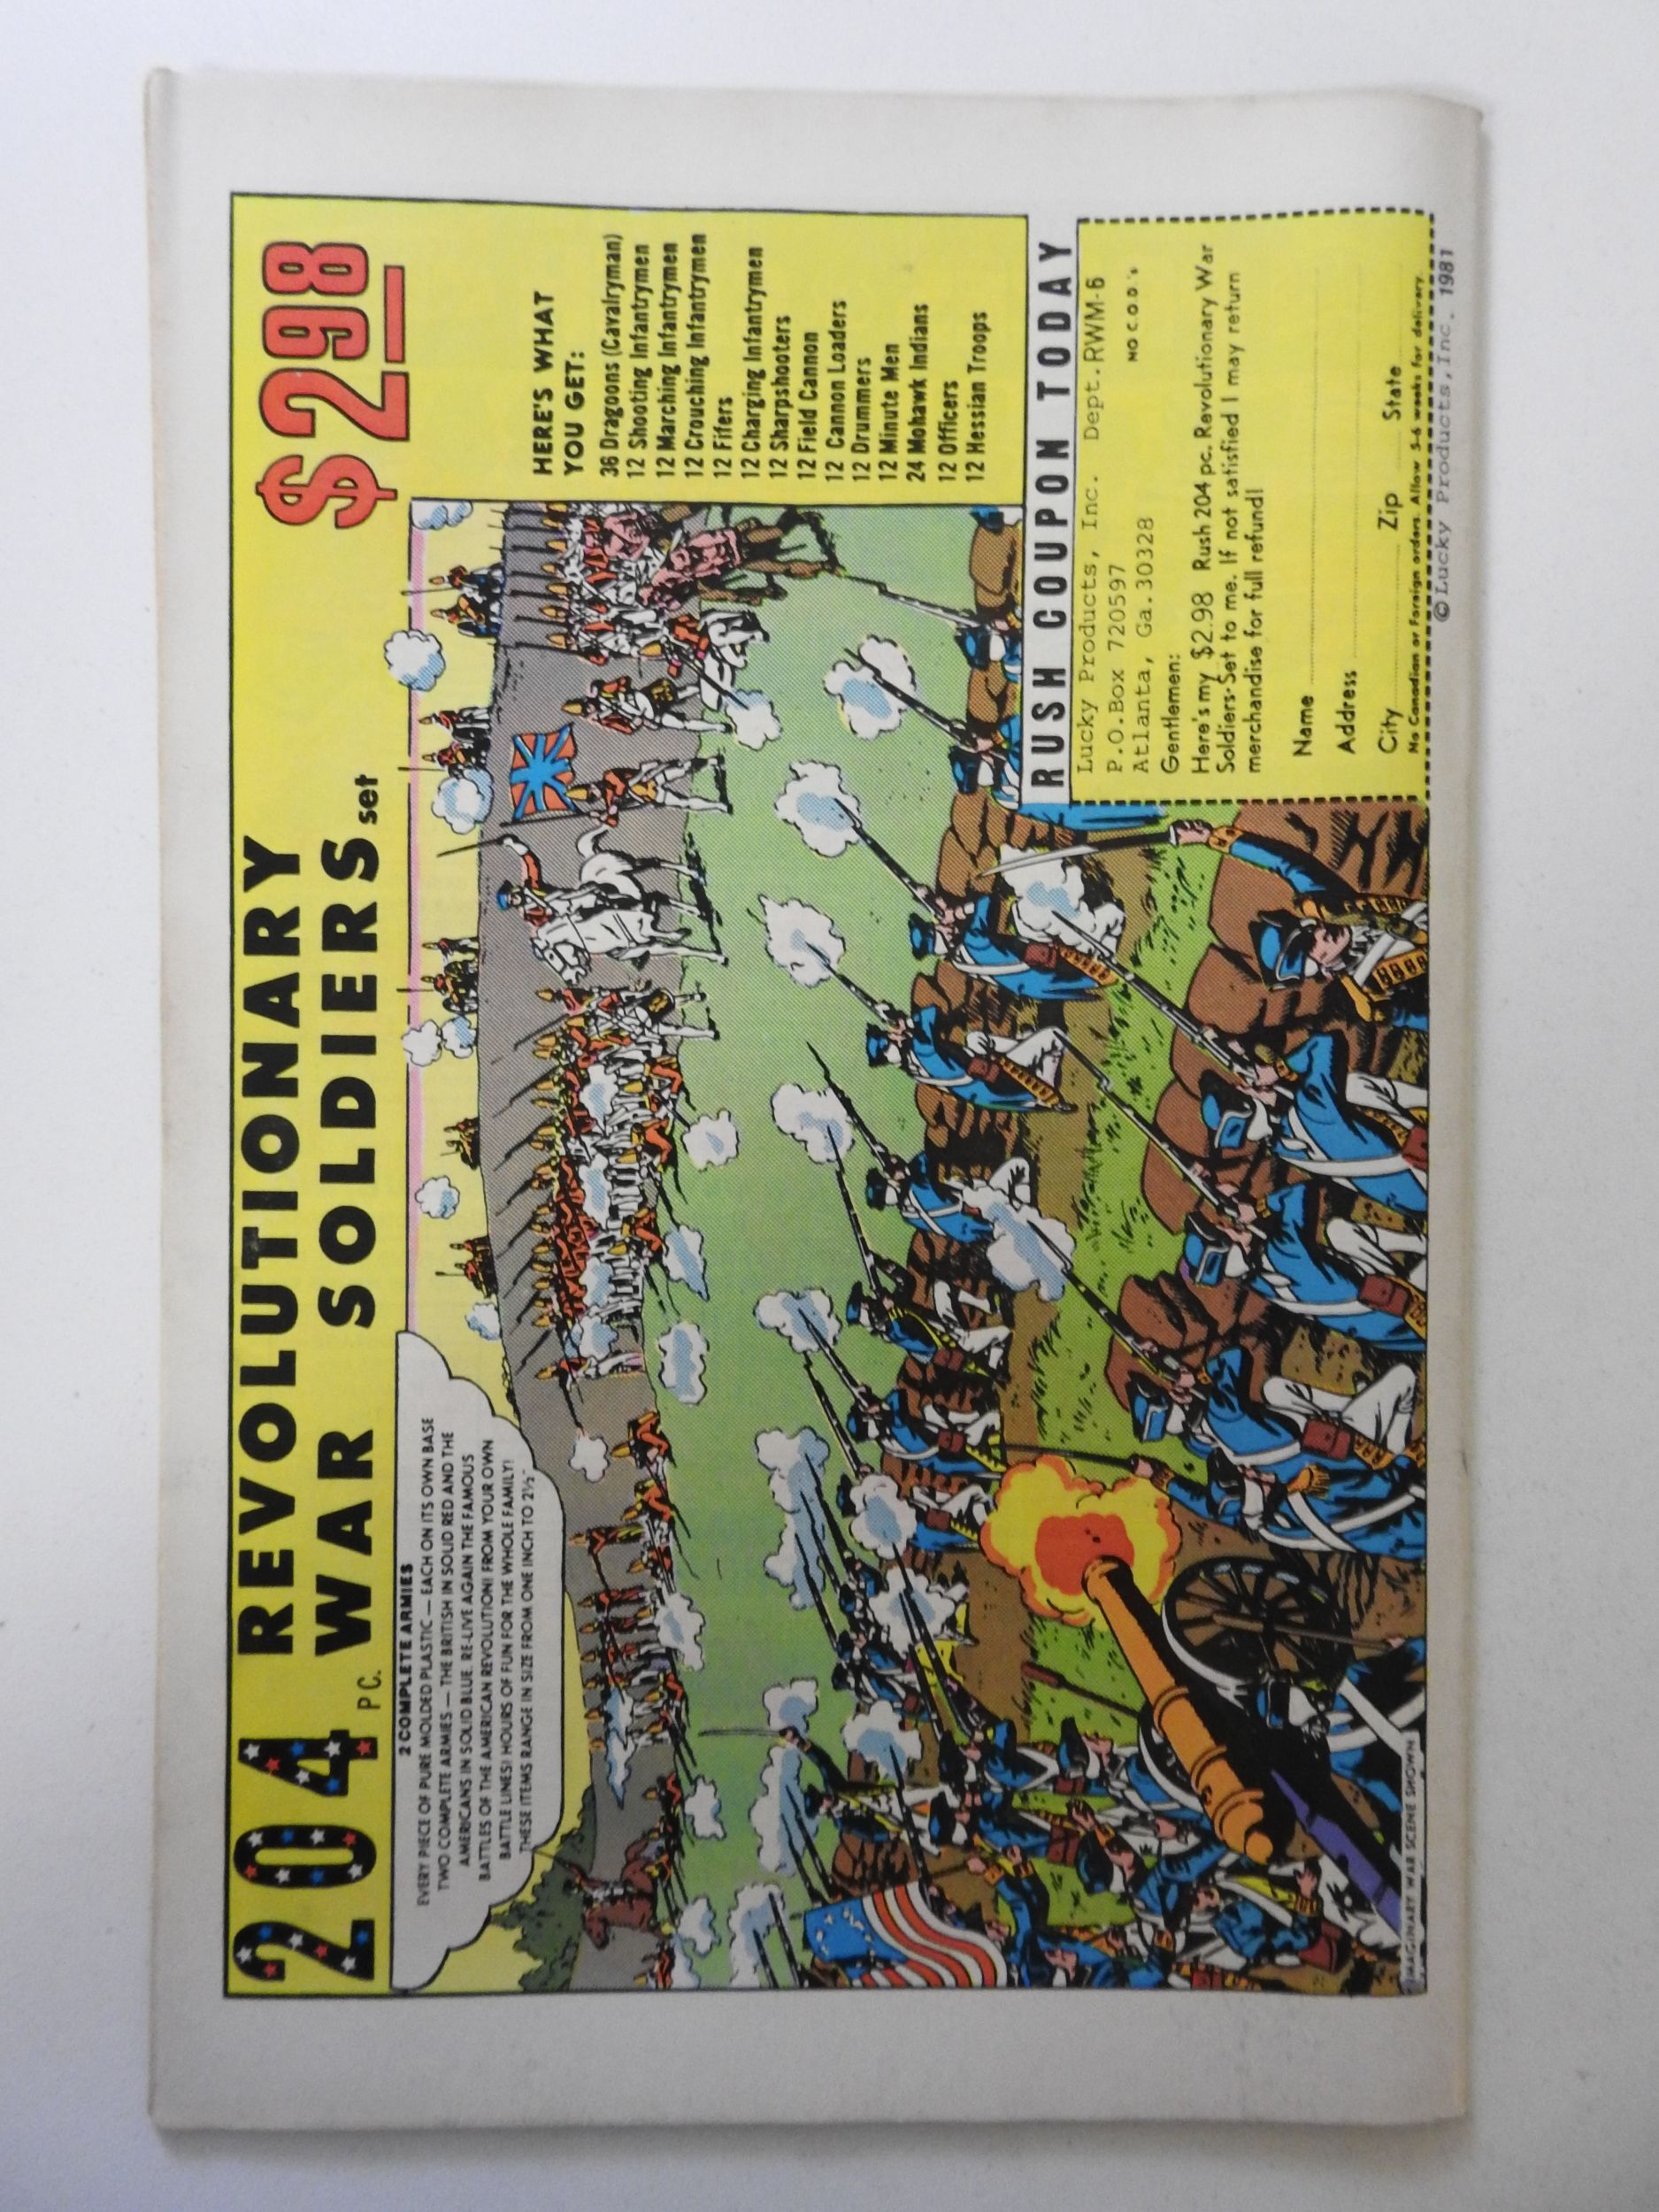 204 PC. REVOLUTIONARY
WAR SOLDIERS set
$2.98
2 COMPLETE ARMIES
EVERY PIECE OF PURE MOLDED PLASTIC — EACH ON ITS OWN BASE
TWO COMPLETE ARMIES — THE BRITISH IN SOLID RED AND THE
AMERICANS IN SOLID BLUE. RE-LIVE AGAIN THE FAMOUS
BATTLES OF THE AMERICAN REVOLUTION! FROM YOUR OWN
BATTLE LINES! HOURS OF FUN FOR THE WHOLE FAMILY!
THESE ITEMS RANGE IN SIZE FROM ONE INCH TO 2½"
HERE'S WHAT
YOU GET:
36 Dragoons (Cavalryman)
12 Shooting Infantrymen
12 Marching Infantrymen
12 Crouching Infantrymen
12 Fifers
12 Charging Infantrymen
12 Sharpshooters
12 Field Cannon
12 Cannon Loaders
12 Drummers
12 Minute Men
24 Mohawk Indians
12 Officers
12 Hessian Troops
RUSH COUPON TODAY
Lucky Products, Inc. Dept.RWM-6
P.O.Box 720597
NO C.O.D.'s
Atlanta, Ga.30328
Gentlemen:
Here's my $2.98 Rush 204 pc. Revolutionary War
Soldiers-Set to me. If not satisfied I may return
merchandise for full refund!
Name
Address
City Zip State
No Canadian or Foreign orders. Allow 5-6 weeks for delivery.
©Lucky Products,Inc. 1981
IMAGINARY WAR SCENE SHOWN